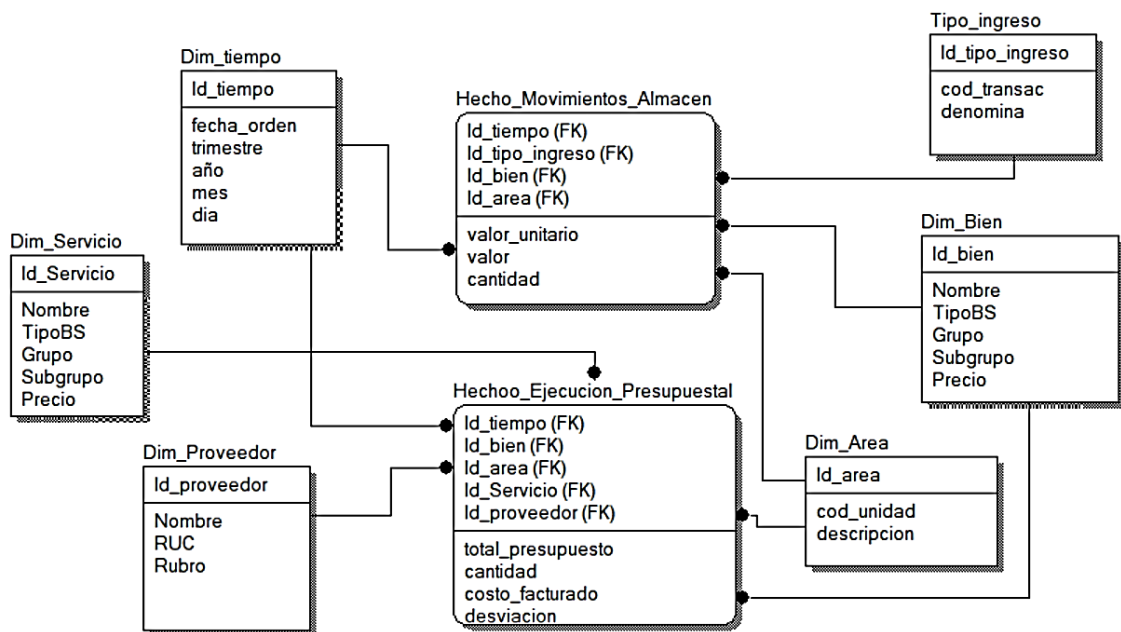 Dim_tiempo
Id_tiempo
fecha_orden
trimestre
año
mes
dia
Hecho_Movimientos_Almacen
Id_tiempo (FK)
Id_tipo_ingreso (FK)
Id_bien (FK)
Id_area (FK)
valor_unitario
valor
cantidad
Tipo_ingreso
Id_tipo_ingreso
cod_transac
denomina
Dim_Servicio
Id_Servicio
Nombre
TipoBS
Grupo
Subgrupo
Precio
Dim_Bien
Id_bien
Nombre
TipoBS
Grupo
Subgrupo
Precio
Dim_Proveedor
Id_proveedor
Nombre
RUC
Rubro
Hechoo_Ejecucion_Presupuestal
Id_tiempo (FK)
Id_bien (FK)
Id_area (FK)
Id_Servicio (FK)
Id_proveedor (FK)
total_presupuesto
cantidad
costo_facturado
desviacion
Dim_Area
Id_area
cod_unidad
descripcion